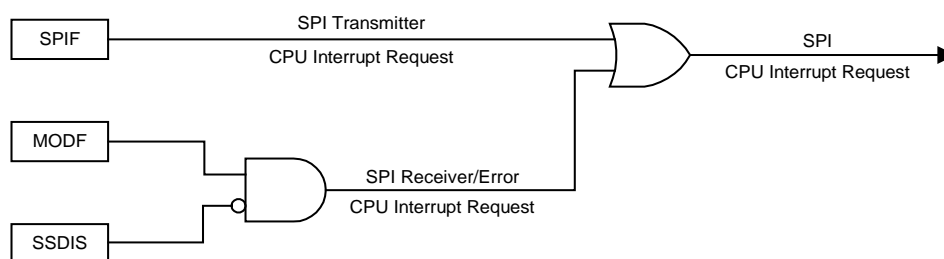 SPIF
SPI Transmitter
CPU Interrupt Request
SPI
CPU Interrupt Request
MODF
SPI Receiver/Error
CPU Interrupt Request
SSDIS